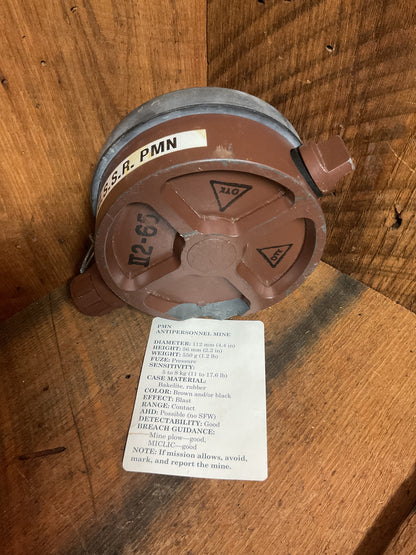 S.S.R. PMN
OTK
П2-65
OTK
PMN
ANTIPERSONNEL MINE
DIAMETER: 112 mm (4.4 in)
HEIGHT: 56 mm (2.2 in)
WEIGHT: 550 g (1.2 lb)
FUZE: Pressure
SENSITIVITY:
5 to 8 kg (11 to 17.6 lb)
CASE MATERIAL:
Bakelite, rubber
COLOR: Brown and/or black
EFFECT: Blast
RANGE: Contact
AHD: Possible (no SFW)
DETECTABILITY: Good
BREACH GUIDANCE:
Mine plow—good,
MICLIC—good
NOTE: If mission allows, avoid,
mark, and report the mine.